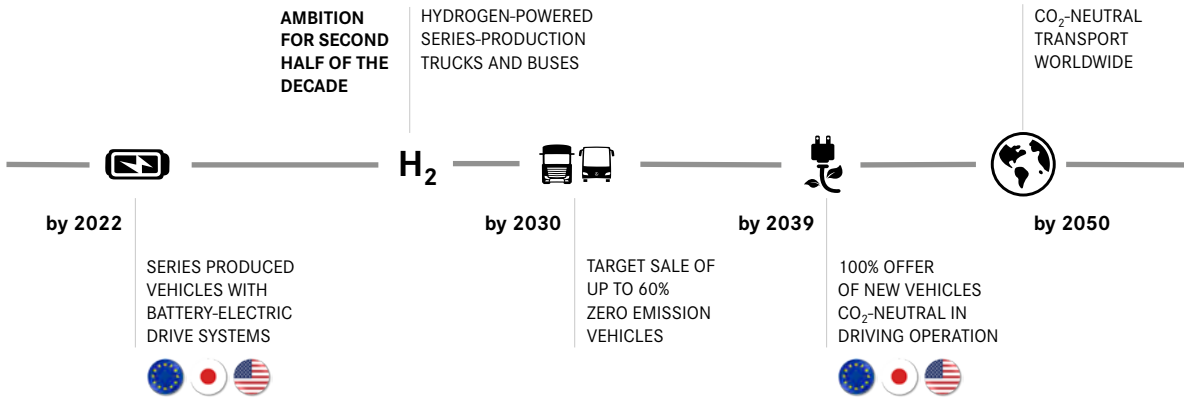 AMBITION
FOR SECOND
HALF OF THE
DECADE
HYDROGEN-POWERED
SERIES-PRODUCTION
TRUCKS AND BUSES
CO₂-NEUTRAL
TRANSPORT
WORLDWIDE
H₂
by 2022
by 2030
by 2039
by 2050
SERIES PRODUCED
VEHICLES WITH
BATTERY-ELECTRIC
DRIVE SYSTEMS
TARGET SALE OF
UP TO 60%
ZERO EMISSION
VEHICLES
100% OFFER
OF NEW VEHICLES
CO₂-NEUTRAL IN
DRIVING OPERATION